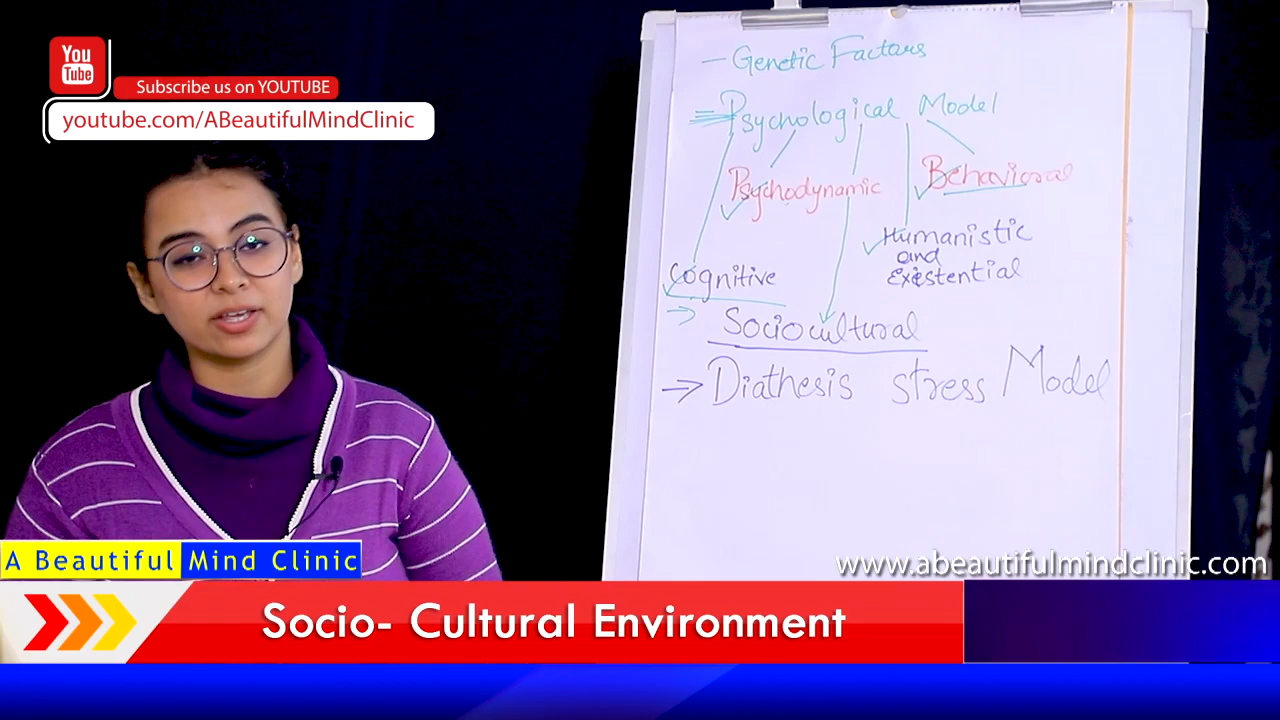 You
Tube
Subscribe us on YOUTUBE
youtube.com/ABeautifulMindClinic
– Genetic Factors
Psychological Model
Psychodynamic
Behavioral
Humanistic
and
Existential
Cognitive
→ Sociocultural
→ Diathesis stress Model
A Beautiful Mind Clinic
www.abeautifulmindclinic.com
Socio- Cultural Environment